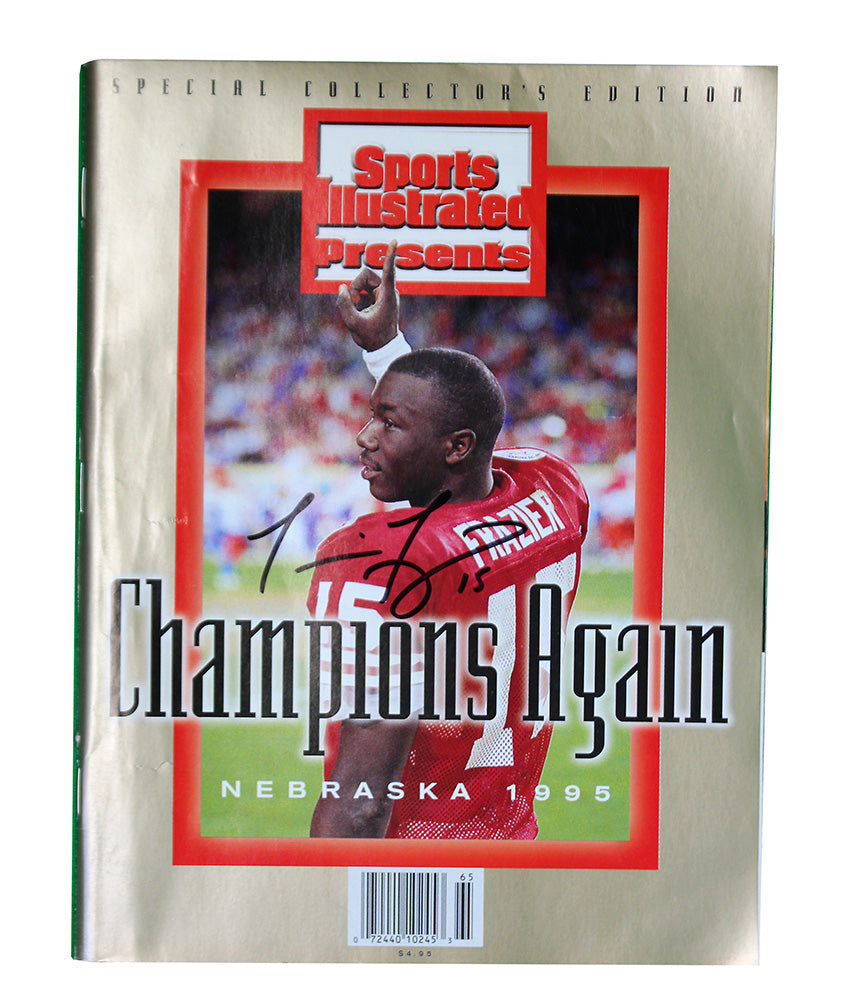 SPECIAL COLLECTOR'S EDITION
Sports
Illustrated
Presents
FRAZIER
15
15
Champions Again
NEBRASKA 1995
65
0 72440 10245 3
$4.95